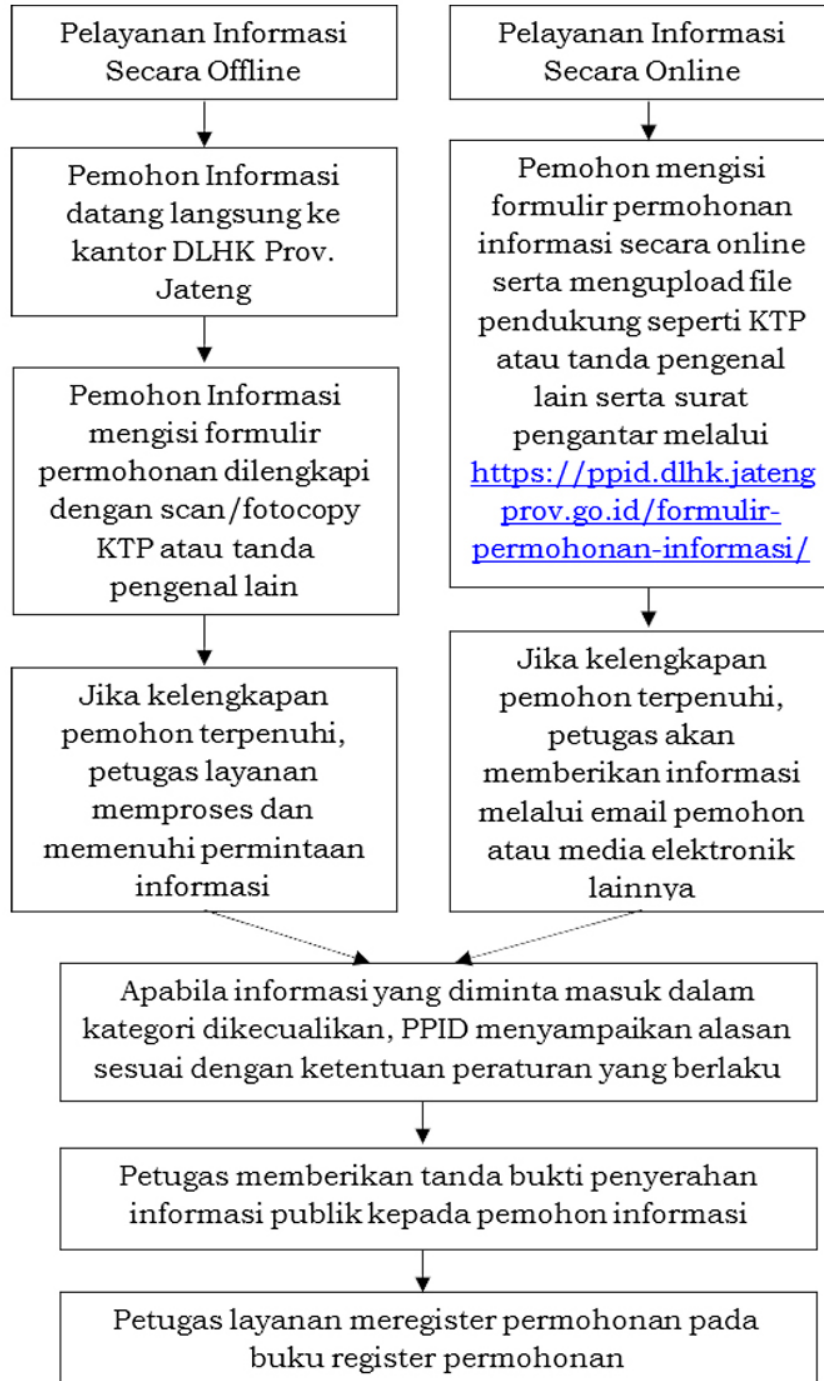 Pelayanan Informasi
Secara Offline
Pemohon Informasi
datang langsung ke
kantor DLHK Prov.
Jateng
Pemohon Informasi
mengisi formulir
permohonan dilengkapi
dengan scan/fotocopy
KTP atau tanda
pengenal lain
Jika kelengkapan
pemohon terpenuhi,
petugas layanan
memproses dan
memenuhi permintaan
informasi
Pelayanan Informasi
Secara Online
Pemohon mengisi
formulir permohonan
informasi secara online
serta mengupload file
pendukung seperti KTP
atau tanda pengenal
lain serta surat
pengantar melalui
https://ppid.dlhk.jateng
prov.go.id/formulir-
permohonan-informasi/
Jika kelengkapan
pemohon terpenuhi,
petugas akan
memberikan informasi
melalui email pemohon
atau media elektronik
lainnya
Apabila informasi yang diminta masuk dalam
kategori dikecualikan, PPID menyampaikan alasan
sesuai dengan ketentuan peraturan yang berlaku
Petugas memberikan tanda bukti penyerahan
informasi publik kepada pemohon informasi
Petugas layanan meregister permohonan pada
buku register permohonan